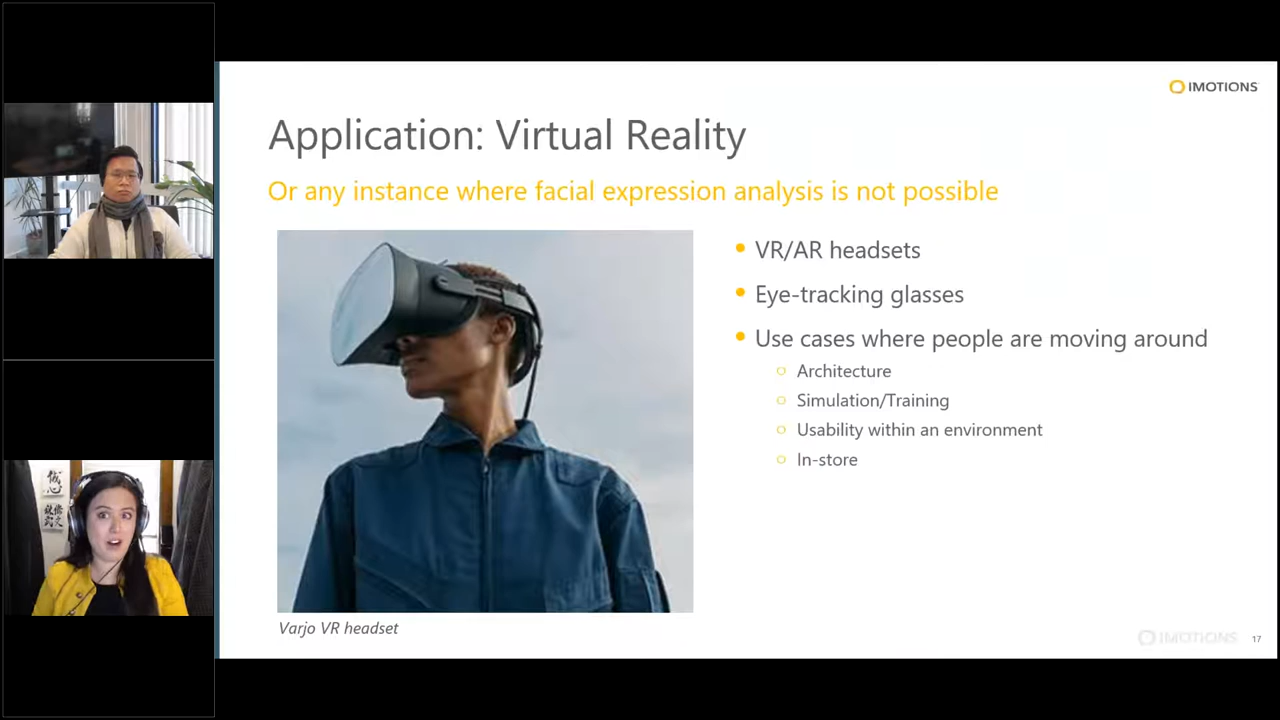 IMOTIONS
Application: Virtual Reality
Or any instance where facial expression analysis is not possible
VR/AR headsets
Eye-tracking glasses
Use cases where people are moving around
Architecture
Simulation/Training
Usability within an environment
In-store
Varjo VR headset
IMOTIONS
17